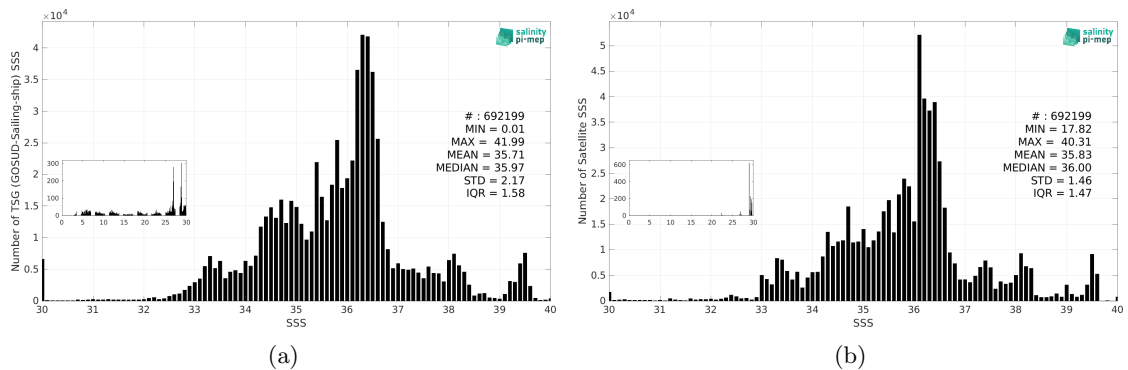 ×10⁴
salinity
pi-mep
Number of TSG (GOSUD-Sailing-ship) SSS
4
3.5
3
2.5
2
1.5
1
0.5
0
# : 692199
MIN = 0.01
MAX = 41.99
MEAN = 35.71
MEDIAN = 35.97
STD = 2.17
IQR = 1.58
300
200
100
0
0 5 10 15 20 25 30
30 31 32 33 34 35 36 37 38 39 40
SSS
(a)
×10⁴
salinity
pi-mep
Number of Satellite SSS
5
4.5
4
3.5
3
2.5
2
1.5
1
0.5
0
# : 692199
MIN = 17.82
MAX = 40.31
MEAN = 35.83
MEDIAN = 36.00
STD = 1.46
IQR = 1.47
600
400
200
0
0 5 10 15 20 25 30
30 31 32 33 34 35 36 37 38 39 40
SSS
(b)